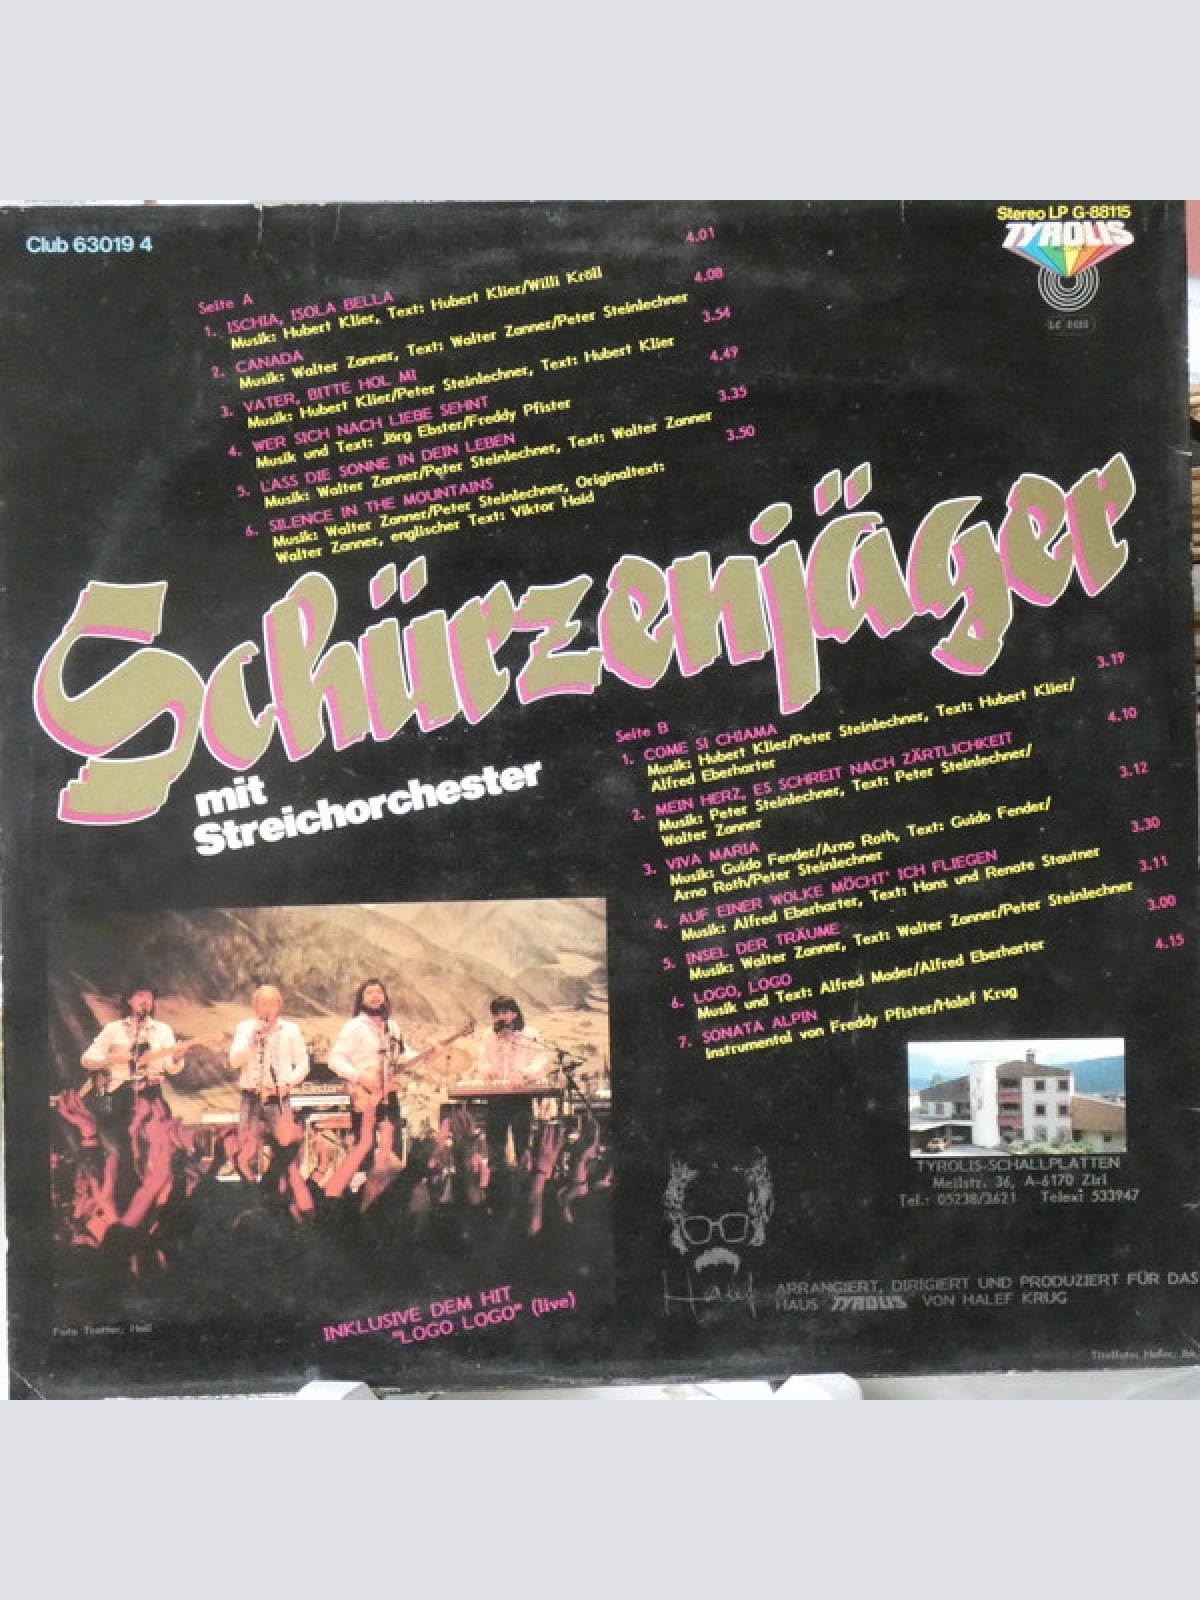 Club 63019 4
Stereo LP G-88115
TYROLIS
Seite A
1. ISCHIA, ISOLA BELLA 4.01
Musik: Hubert Klier, Text: Hubert Klier/Willi Kröll
2. CANADA 4.08
Musik: Walter Zanner, Text: Walter Zanner/Peter Steinlechner
3. VATER, BITTE HOL MI 3.54
Musik: Hubert Klier/Peter Steinlechner, Text: Hubert Klier
4. WER SICH NACH LIEBE SEHNT 4.49
Musik und Text: Jörg Ebster/Freddy Pfister
5. LASS DIE SONNE IN DEIN LEBEN 3.35
Musik: Walter Zanner/Peter Steinlechner, Text: Walter Zanner
6. SILENCE IN THE MOUNTAINS 3.50
Musik: Walter Zanner/Peter Steinlechner, Originaltext:
Walter Zanner, englischer Text: Viktor Haid
Schürzenjäger
mit
Streichorchester
Seite B
1. COME SI CHIAMA 3.19
Musik: Hubert Klier/Peter Steinlechner, Text: Hubert Klier/
Alfred Eberharter
2. MEIN HERZ, ES SCHREIT NACH ZÄRTLICHKEIT 4.10
Musik: Peter Steinlechner, Text: Peter Steinlechner/
Walter Zanner
3. VIVA MARIA 3.12
Musik: Guido Fender/Arno Roth, Text: Guido Fender/
Arno Roth/Peter Steinlechner
4. AUF EINER WOLKE MÖCHT' ICH FLIEGEN 3.30
Musik: Alfred Eberharter, Text: Hans und Renate Stautner
5. INSEL DER TRÄUME 3.11
Musik: Walter Zanner, Text: Walter Zanner/Peter Steinlechner
6. LOGO, LOGO 3.00
Musik und Text: Alfred Mader/Alfred Eberharter
7. SONATA ALPIN 4.15
Instrumental von Freddy Pfister/Halef Krug
TYROLIS-SCHALLPLATTEN
Meilstr. 36, A-6170 Zirl
Tel.: 05238/3621 Telex: 533947
Halef
ARRANGIERT, DIRIGIERT UND PRODUZIERT FÜR DAS
HAUS TYROLIS VON HALEF KRUG
INKLUSIVE DEM HIT
"LOGO LOGO" (live)
Foto Hall
Titelfoto: Hofer, Ibk.